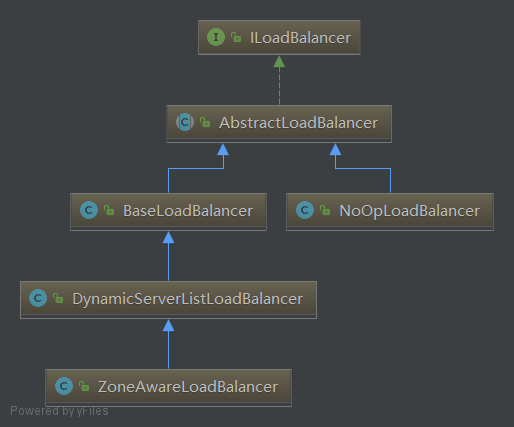 I ILoadBalancer
C AbstractLoadBalancer
C BaseLoadBalancer
C NoOpLoadBalancer
C DynamicServerListLoadBalancer
C ZoneAwareLoadBalancer
Powered by yFiles